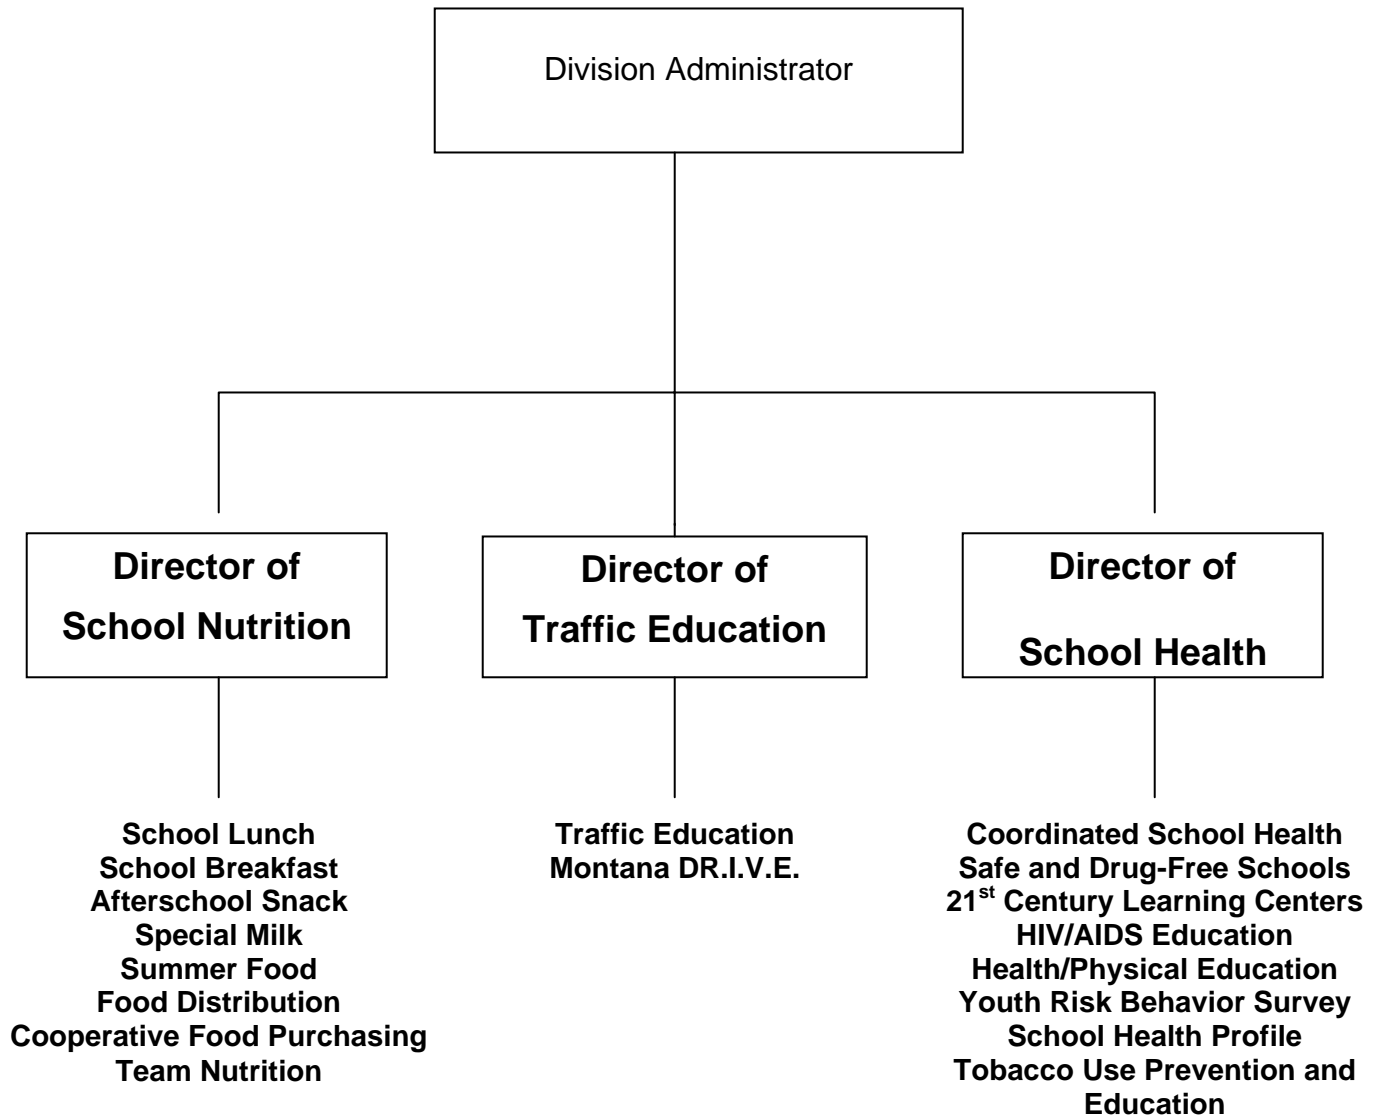 Division Administrator
Director of
School Nutrition
Director of
Traffic Education
Director of
School Health
School Lunch
School Breakfast
Afterschool Snack
Special Milk
Summer Food
Food Distribution
Cooperative Food Purchasing
Team Nutrition
Traffic Education
Montana DR.I.V.E.
Coordinated School Health
Safe and Drug-Free Schools
21st Century Learning Centers
HIV/AIDS Education
Health/Physical Education
Youth Risk Behavior Survey
School Health Profile
Tobacco Use Prevention and
Education